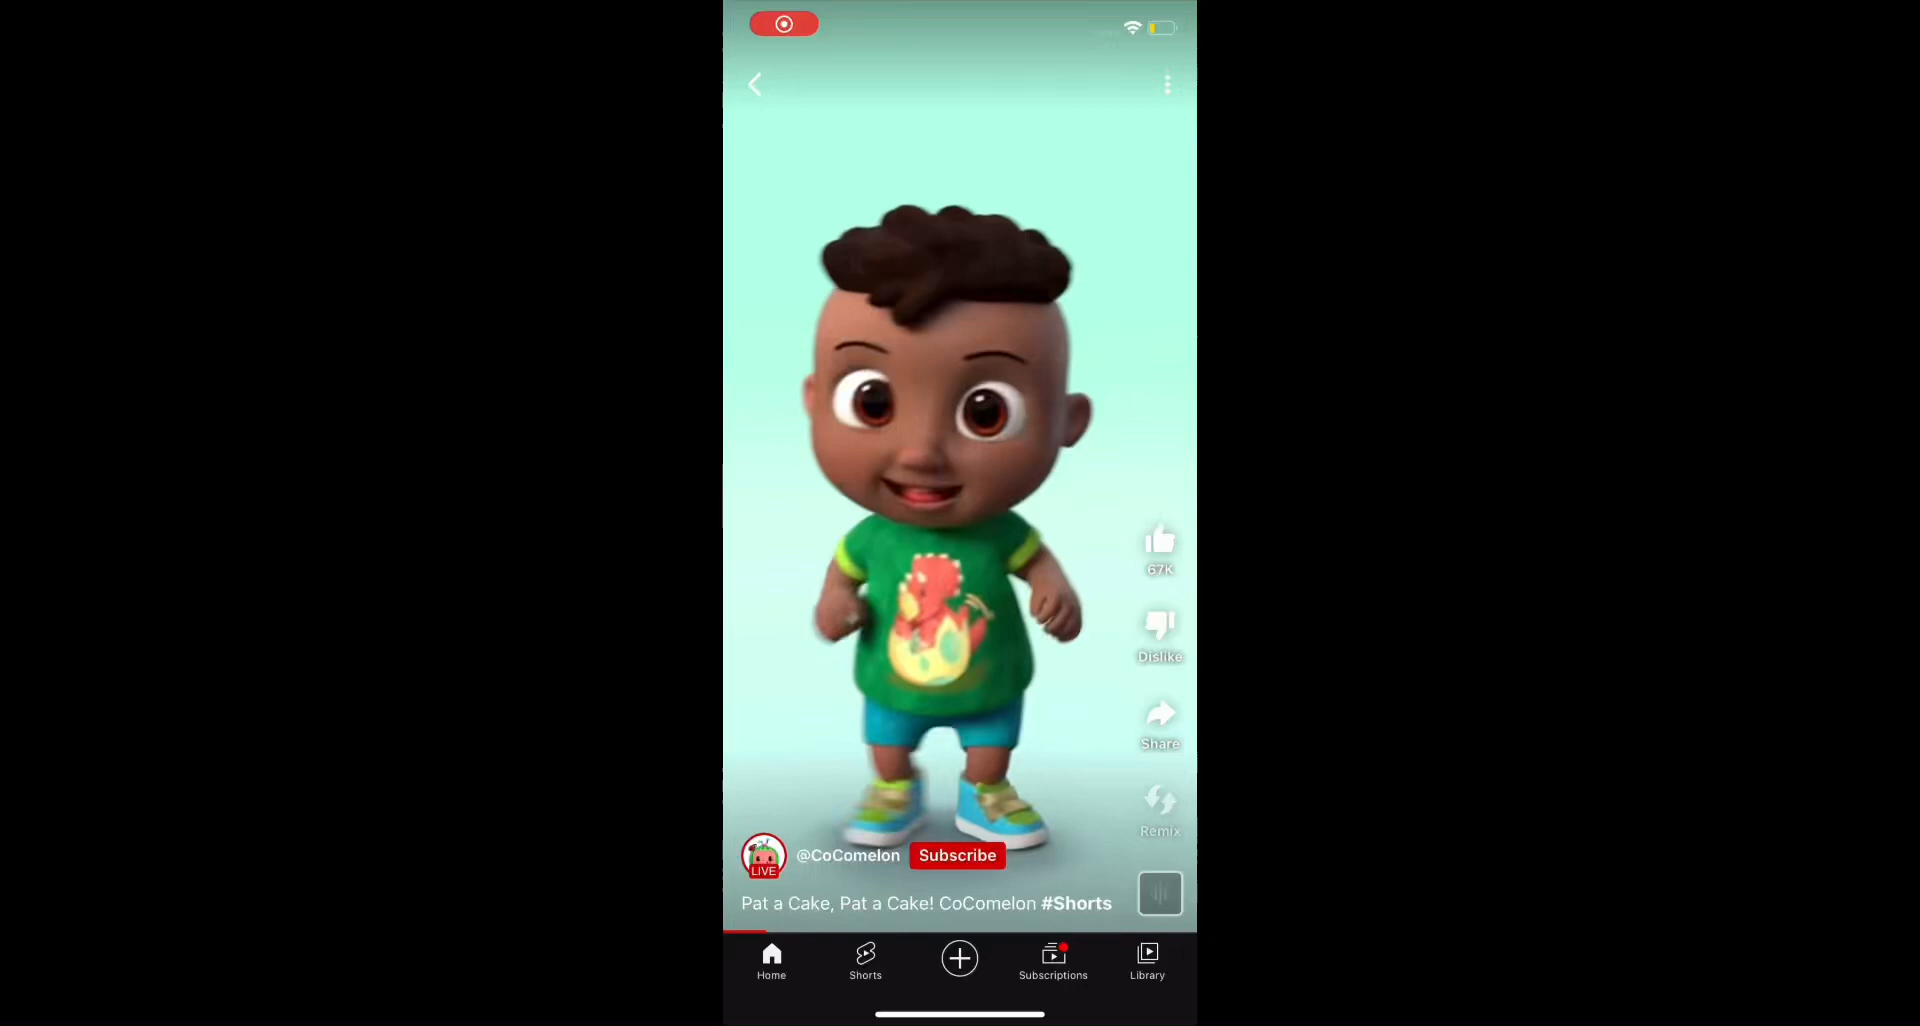 67K
Dislike
Share
Remix
LIVE
@CoComelon Subscribe
Pat a Cake, Pat a Cake! CoComelon #Shorts
Home Shorts Subscriptions Library